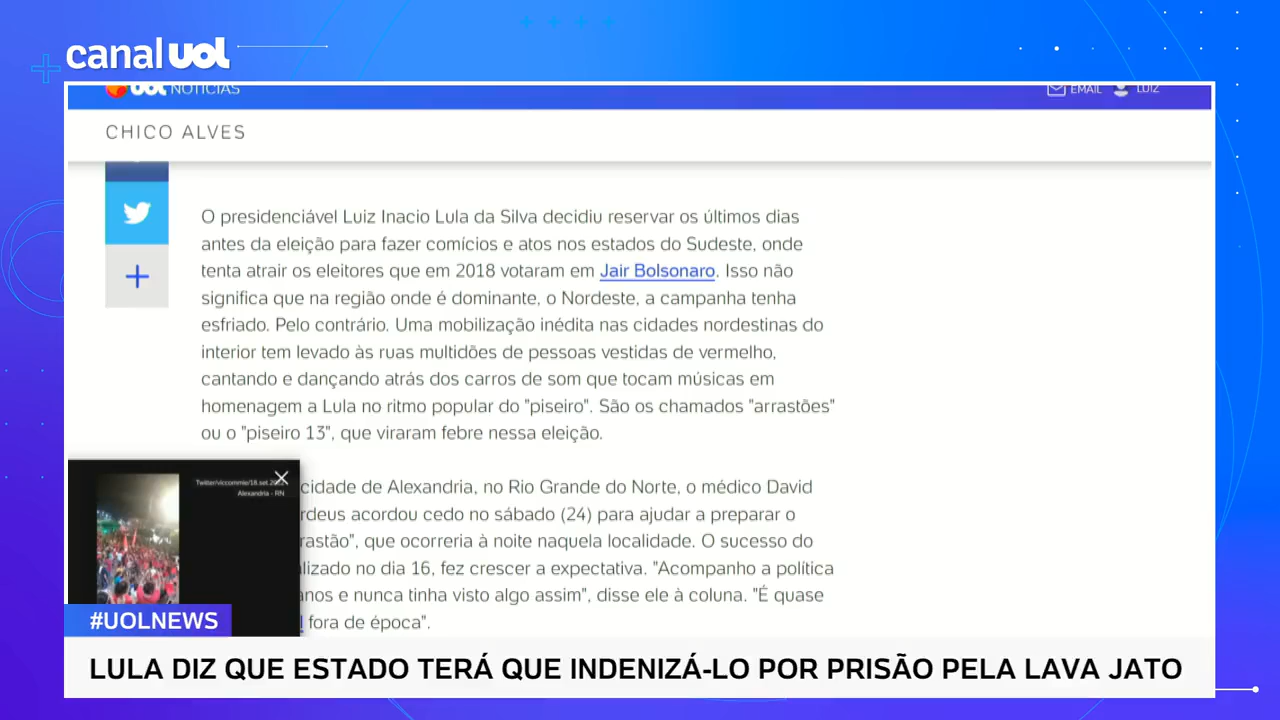 canal UOL
UOL NOTÍCIAS
EMAIL
LUIZ
CHICO ALVES
O presidenciável Luiz Inacio Lula da Silva decidiu reservar os últimos dias
antes da eleição para fazer comícios e atos nos estados do Sudeste, onde
tenta atrair os eleitores que em 2018 votaram em Jair Bolsonaro. Isso não
significa que na região onde é dominante, o Nordeste, a campanha tenha
esfriado. Pelo contrário. Uma mobilização inédita nas cidades nordestinas do
interior tem levado às ruas multidões de pessoas vestidas de vermelho,
cantando e dançando atrás dos carros de som que tocam músicas em
homenagem a Lula no ritmo popular do "piseiro". São os chamados "arrastões"
ou o "piseiro 13", que viraram febre nessa eleição.
cidade de Alexandria, no Rio Grande do Norte, o médico David
rdeus acordou cedo no sábado (24) para ajudar a preparar o
rastão", que ocorreria à noite naquela localidade. O sucesso do
lizado no dia 16, fez crescer a expectativa. "Acompanho a política
anos e nunca tinha visto algo assim", disse ele à coluna. "É quase
fora de época".
Twitter/viccommie/18.set.2022
Alexandria - RN
#UOLNEWS
LULA DIZ QUE ESTADO TERÁ QUE INDENIZÁ-LO POR PRISÃO PELA LAVA JATO